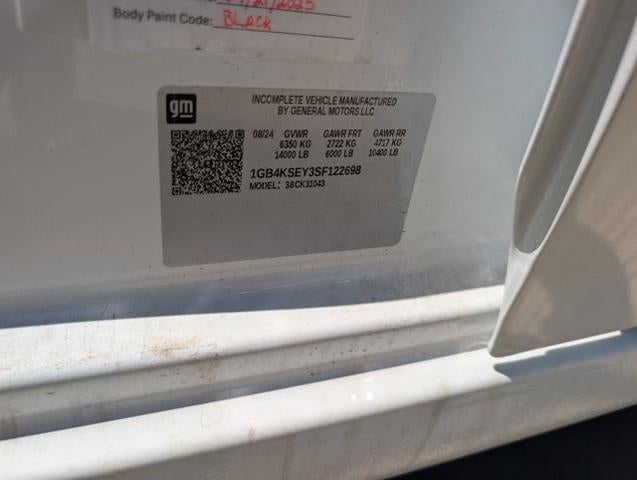 Body Paint Code: BLACK
gm
INCOMPLETE VEHICLE MANUFACTURED
BY GENERAL MOTORS LLC
08/24 GVWR GAWR FRT GAWR RR
6350 KG 2722 KG 4717 KG
14000 LB 6000 LB 10400 LB
1GB4KSEY3SF122698
MODEL: 38CK31043